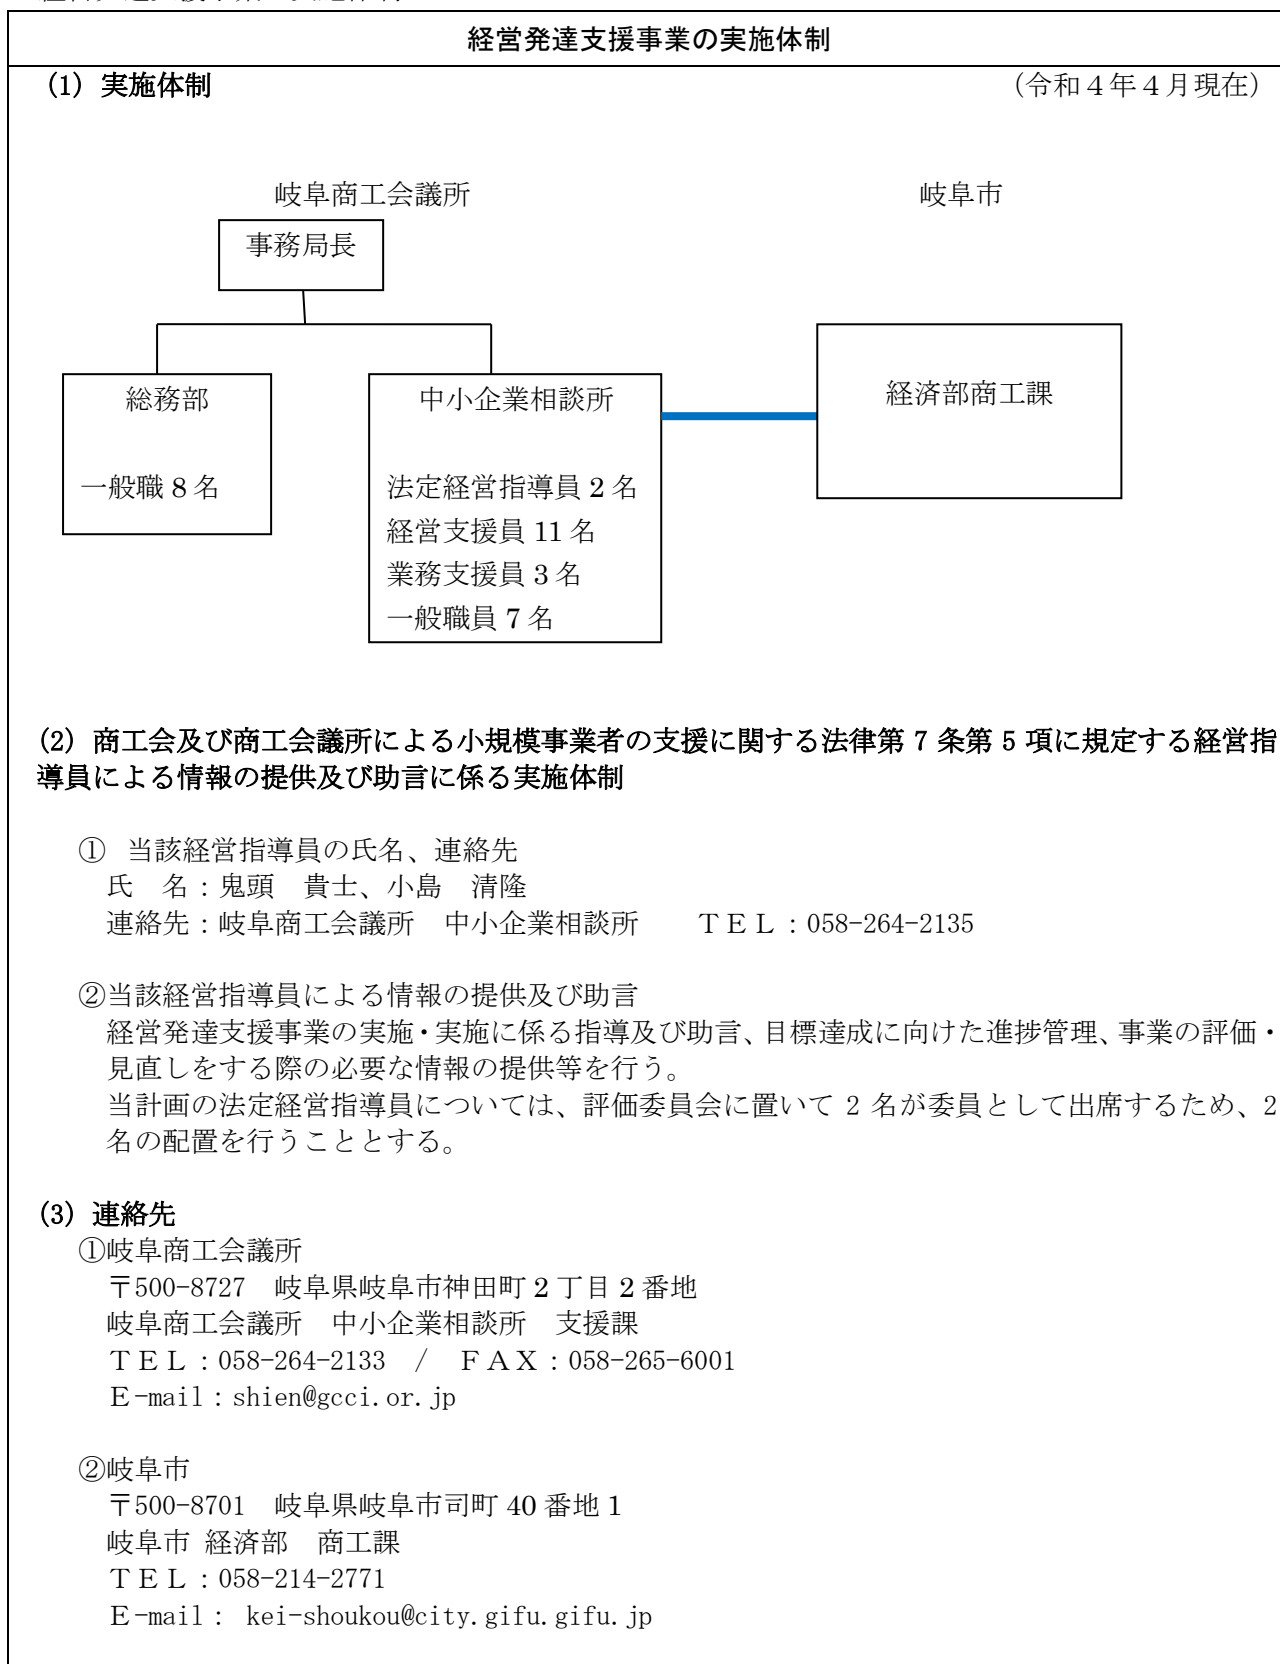 経営発達支援事業の実施体制
(1) 実施体制 (令和４年４月現在)
岐阜商工会議所 岐阜市
事務局長
総務部
一般職 8 名
中小企業相談所
法定経営指導員 2 名
経営支援員 11 名
業務支援員 3 名
一般職員 7 名
経済部商工課
(2) 商工会及び商工会議所による小規模事業者の支援に関する法律第 7 条第 5 項に規定する経営指
導員による情報の提供及び助言に係る実施体制
① 当該経営指導員の氏名、連絡先
氏　名：鬼頭　貴士、小島　清隆
連絡先：岐阜商工会議所　中小企業相談所　　ＴＥＬ：058-264-2135
②当該経営指導員による情報の提供及び助言
経営発達支援事業の実施・実施に係る指導及び助言、目標達成に向けた進捗管理、事業の評価・
見直しをする際の必要な情報の提供等を行う。
当計画の法定経営指導員については、評価委員会に置いて 2 名が委員として出席するため、2
名の配置を行うこととする。
(3) 連絡先
①岐阜商工会議所
〒500-8727　岐阜県岐阜市神田町 2 丁目 2 番地
岐阜商工会議所　中小企業相談所　支援課
ＴＥＬ：058-264-2133　/　ＦＡＸ：058-265-6001
Ｅ-mail：shien@gcci.or.jp
②岐阜市
〒500-8701　岐阜県岐阜市司町 40 番地 1
岐阜市 経済部　商工課
ＴＥＬ：058-214-2771
Ｅ-mail： kei-shoukou@city.gifu.gifu.jp